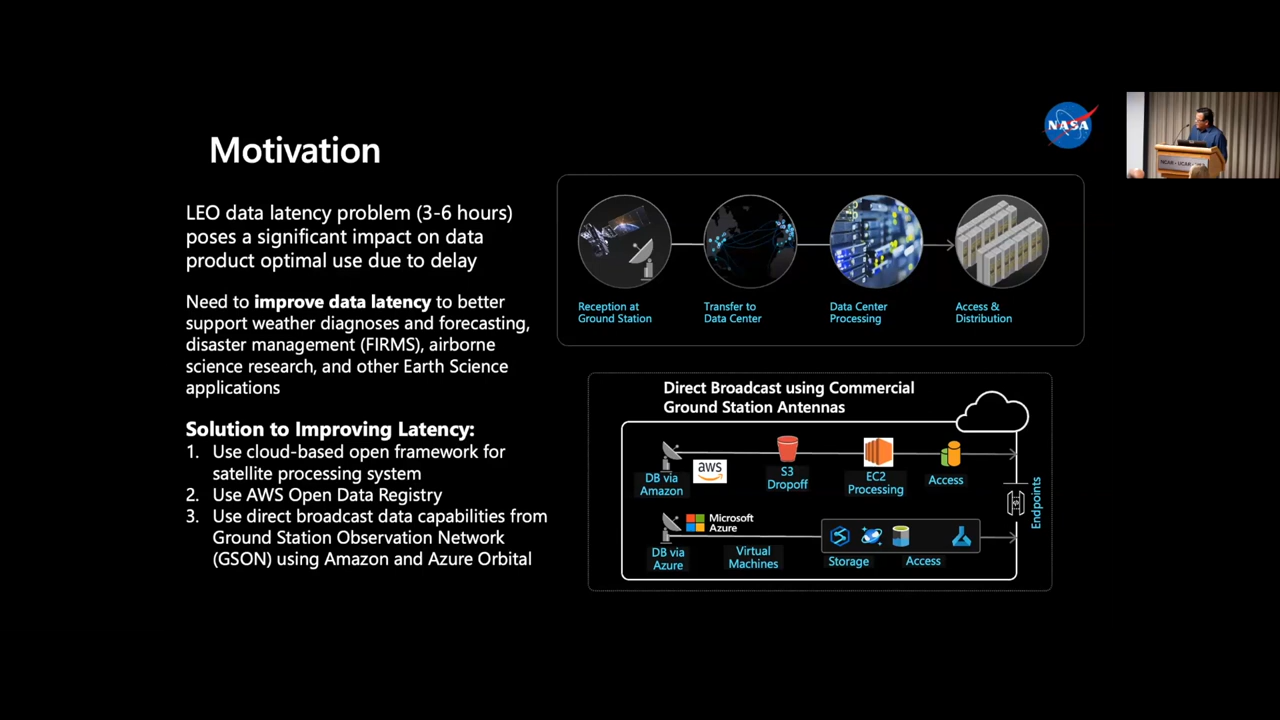 Motivation
NASA
LEO data latency problem (3-6 hours)
poses a significant impact on data
product optimal use due to delay
Need to improve data latency to better
support weather diagnoses and forecasting,
disaster management (FIRMS), airborne
science research, and other Earth Science
applications
Solution to Improving Latency:
1. Use cloud-based open framework for
satellite processing system
2. Use AWS Open Data Registry
3. Use direct broadcast data capabilities from
Ground Station Observation Network
(GSON) using Amazon and Azure Orbital
Reception at
Ground Station
Transfer to
Data Center
Data Center
Processing
Access &
Distribution
Direct Broadcast using Commercial
Ground Station Antennas
DB via
Amazon
aws
S3
Dropoff
EC2
Processing
Access
Microsoft
Azure
DB via
Azure
Virtual
Machines
Storage
Access
Endpoints
NCAR • UCAR